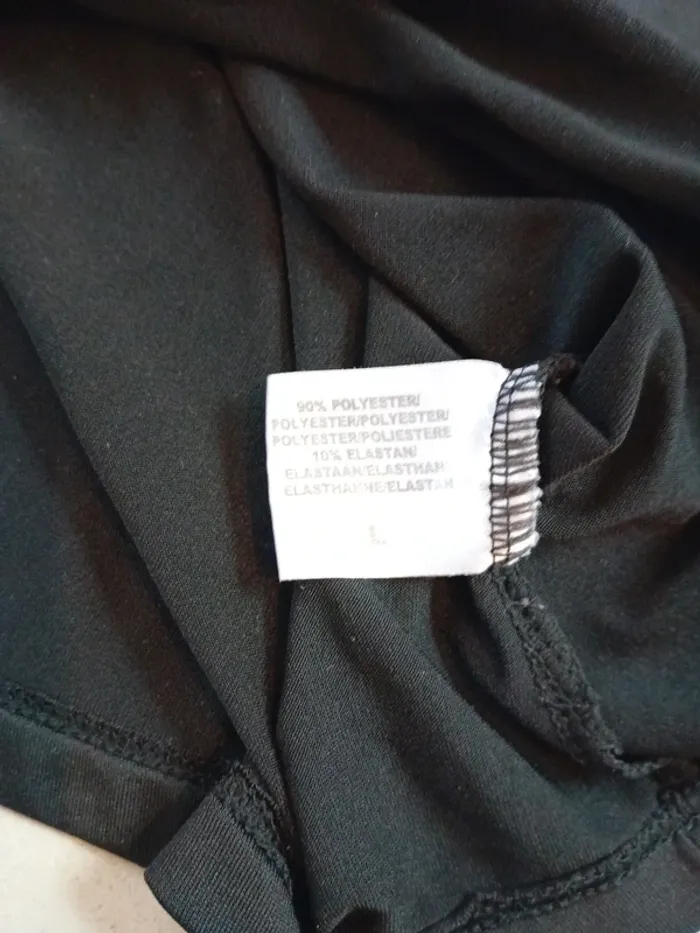 90% POLYESTER/
POLYESTER/POLYESTER/
POLYESTER/POLIESTERE
10% ELASTAN/
ELASTAAN/ELASTHAN
ELASTHANNE/ELASTAN
L